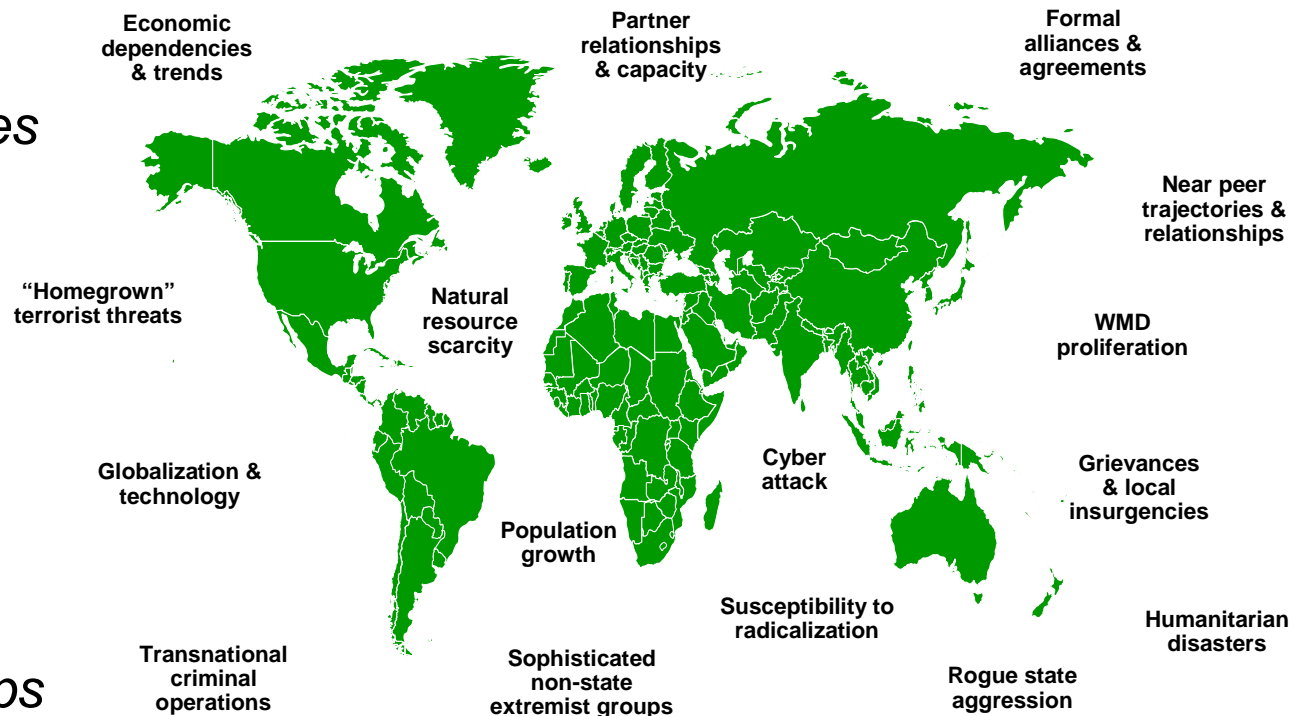 Economic
dependencies
& trends
Partner
relationships
& capacity
Formal
alliances &
agreements
Near peer
trajectories &
relationships
“Homegrown”
terrorist threats
Natural
resource
scarcity
WMD
proliferation
Globalization &
technology
Cyber
attack
Grievances
& local
insurgencies
Population
growth
Susceptibility to
radicalization
Humanitarian
disasters
Transnational
criminal
operations
Sophisticated
non-state
extremist groups
Rogue state
aggression